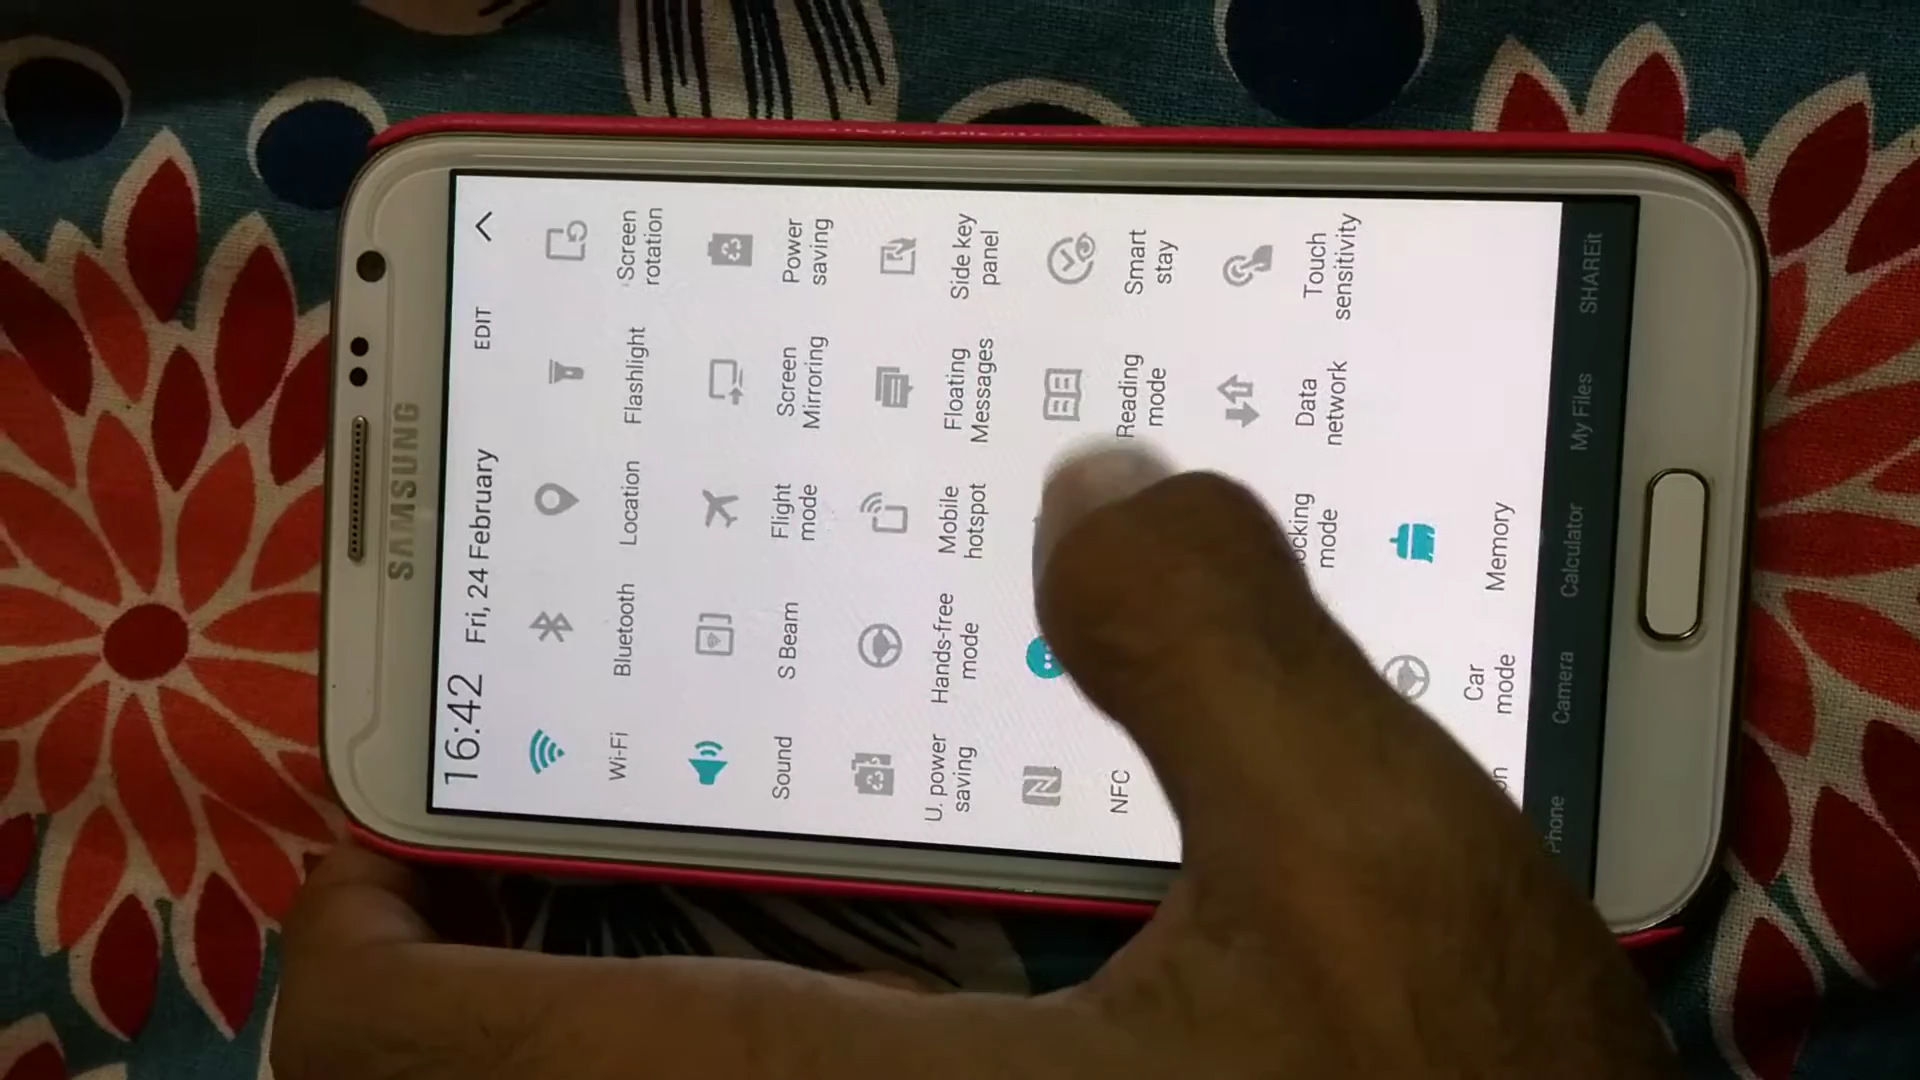 SAMSUNG
16:42 Fri, 24 February EDIT
Wi-Fi
Bluetooth
Location
Flashlight
Screen
rotation
Sound
S Beam
Flight
mode
Screen
Mirroring
Power
saving
U. power
saving
Hands-free
mode
Mobile
hotspot
Floating
Messages
Side key
panel
NFC
Reading
mode
Smart
stay
mode
Data
network
Touch
sensitivity
Car
mode
Memory
Phone
Camera
Calculator
My Files
SHAREit